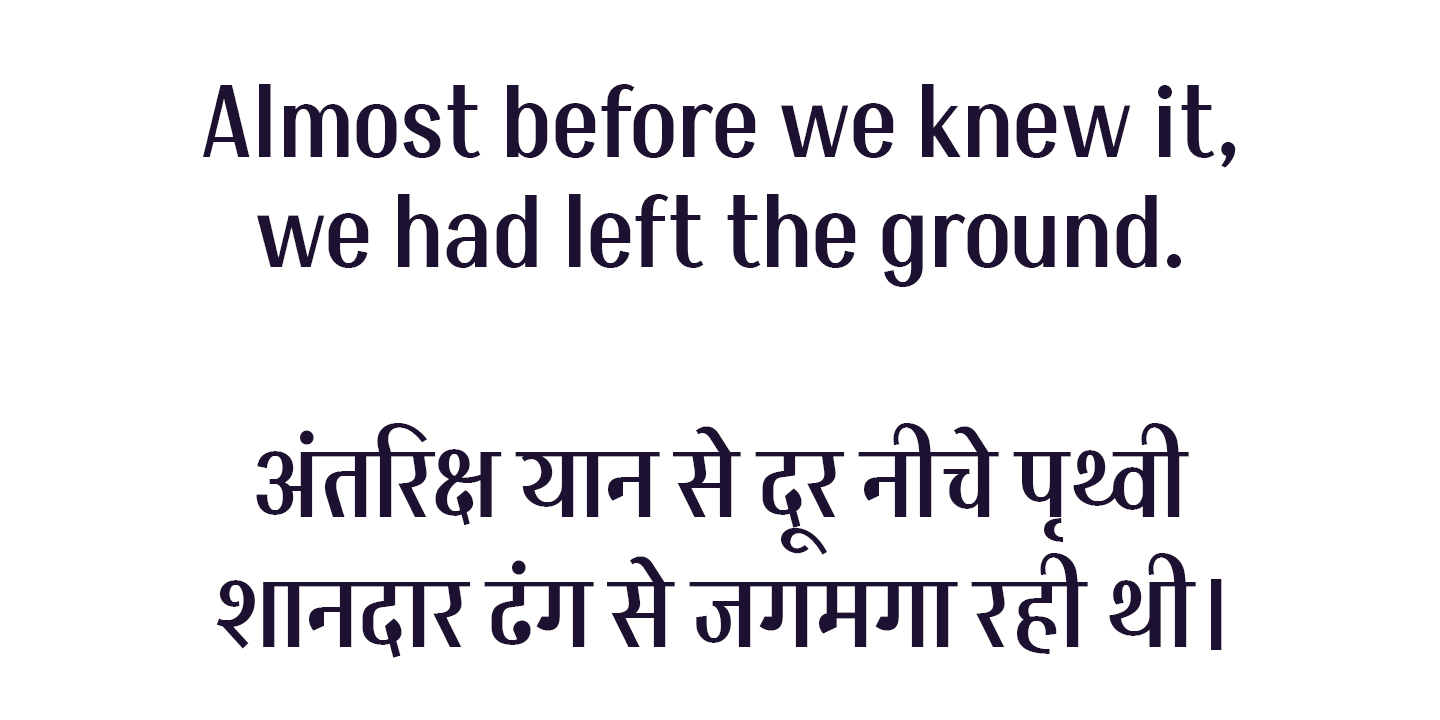 Almost before we knew it,
we had left the ground.
अंतरिक्ष यान से दूर नीचे पृथ्वी
शानदार ढंग से जगमगा रही थी।